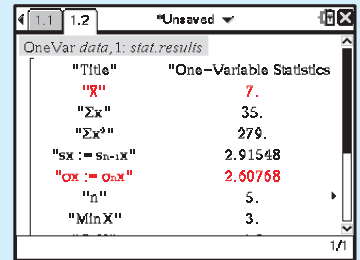 1.1 1.2 *Unsaved
OneVar data,1: stat.results
"Title" "One-Variable Statistics
"x̅" 7.
"Σx" 35.
"Σx²" 279.
"sx := sₙ₋₁x" 2.91548
"σx := σₙx" 2.60768
"n" 5.
"MinX" 3.
1/1